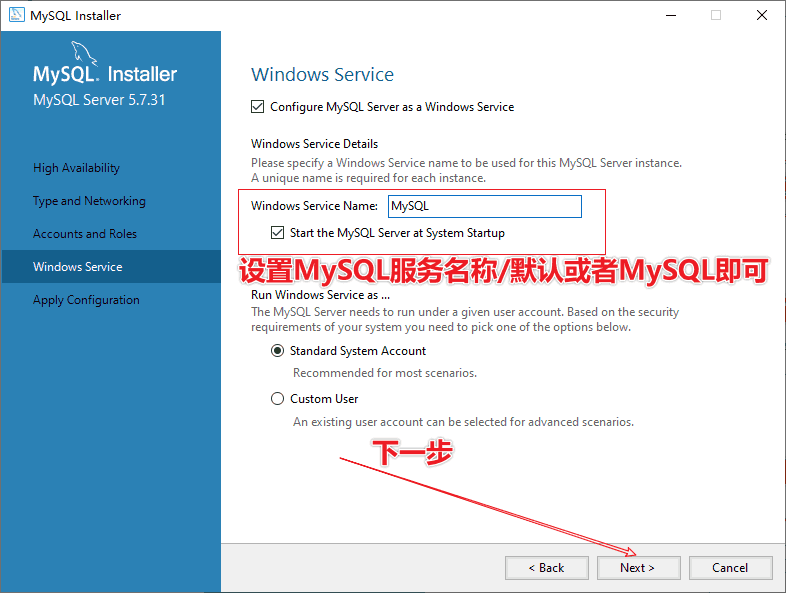 MySQL Installer
MySQL. Installer
MySQL Server 5.7.31
High Availability
Type and Networking
Accounts and Roles
Windows Service
Apply Configuration
Windows Service
Configure MySQL Server as a Windows Service
Windows Service Details
Please specify a Windows Service name to be used for this MySQL Server instance.
A unique name is required for each instance.
Windows Service Name: MySQL
Start the MySQL Server at System Startup
设置MySQL服务名称/默认或者MySQL即可
Run Windows Service as ...
The MySQL Server needs to run under a given user account. Based on the security
requirements of your system you need to pick one of the options below.
Standard System Account
Recommended for most scenarios.
Custom User
An existing user account can be selected for advanced scenarios.
下一步
< Back
Next >
Cancel